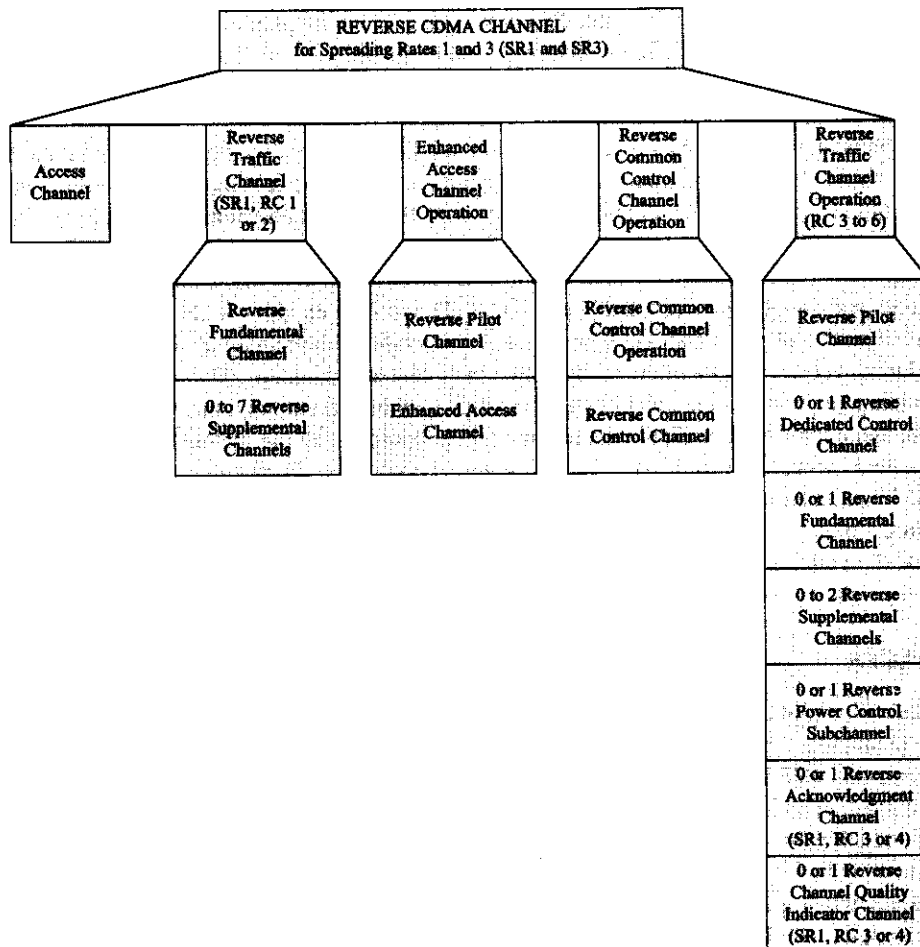 REVERSE CDMA CHANNEL
for Spreading Rates 1 and 3 (SR1 and SR3)
Access
Channel
Reverse
Traffic
Channel
(SR1, RC 1
or 2)
Enhanced
Access
Channel
Operation
Reverse
Common
Control
Channel
Operation
Reverse
Traffic
Channel
Operation
(RC 3 to 6)
Reverse
Fundamental
Channel
0 to 7 Reverse
Supplemental
Channels
Reverse Pilot
Channel
Enhanced Access
Channel
Reverse Common
Control Channel
Operation
Reverse Common
Control Channel
Reverse Pilot
Channel
0 or 1 Reverse
Dedicated Control
Channel
0 or 1 Reverse
Fundamental
Channel
0 to 2 Reverse
Supplemental
Channels
0 or 1 Reverse
Power Control
Subchannel
0 or 1 Reverse
Acknowledgment
Channel
(SR1, RC 3 or 4)
0 or 1 Reverse
Channel Quality
Indicator Channel
(SR1, RC 3 or 4)